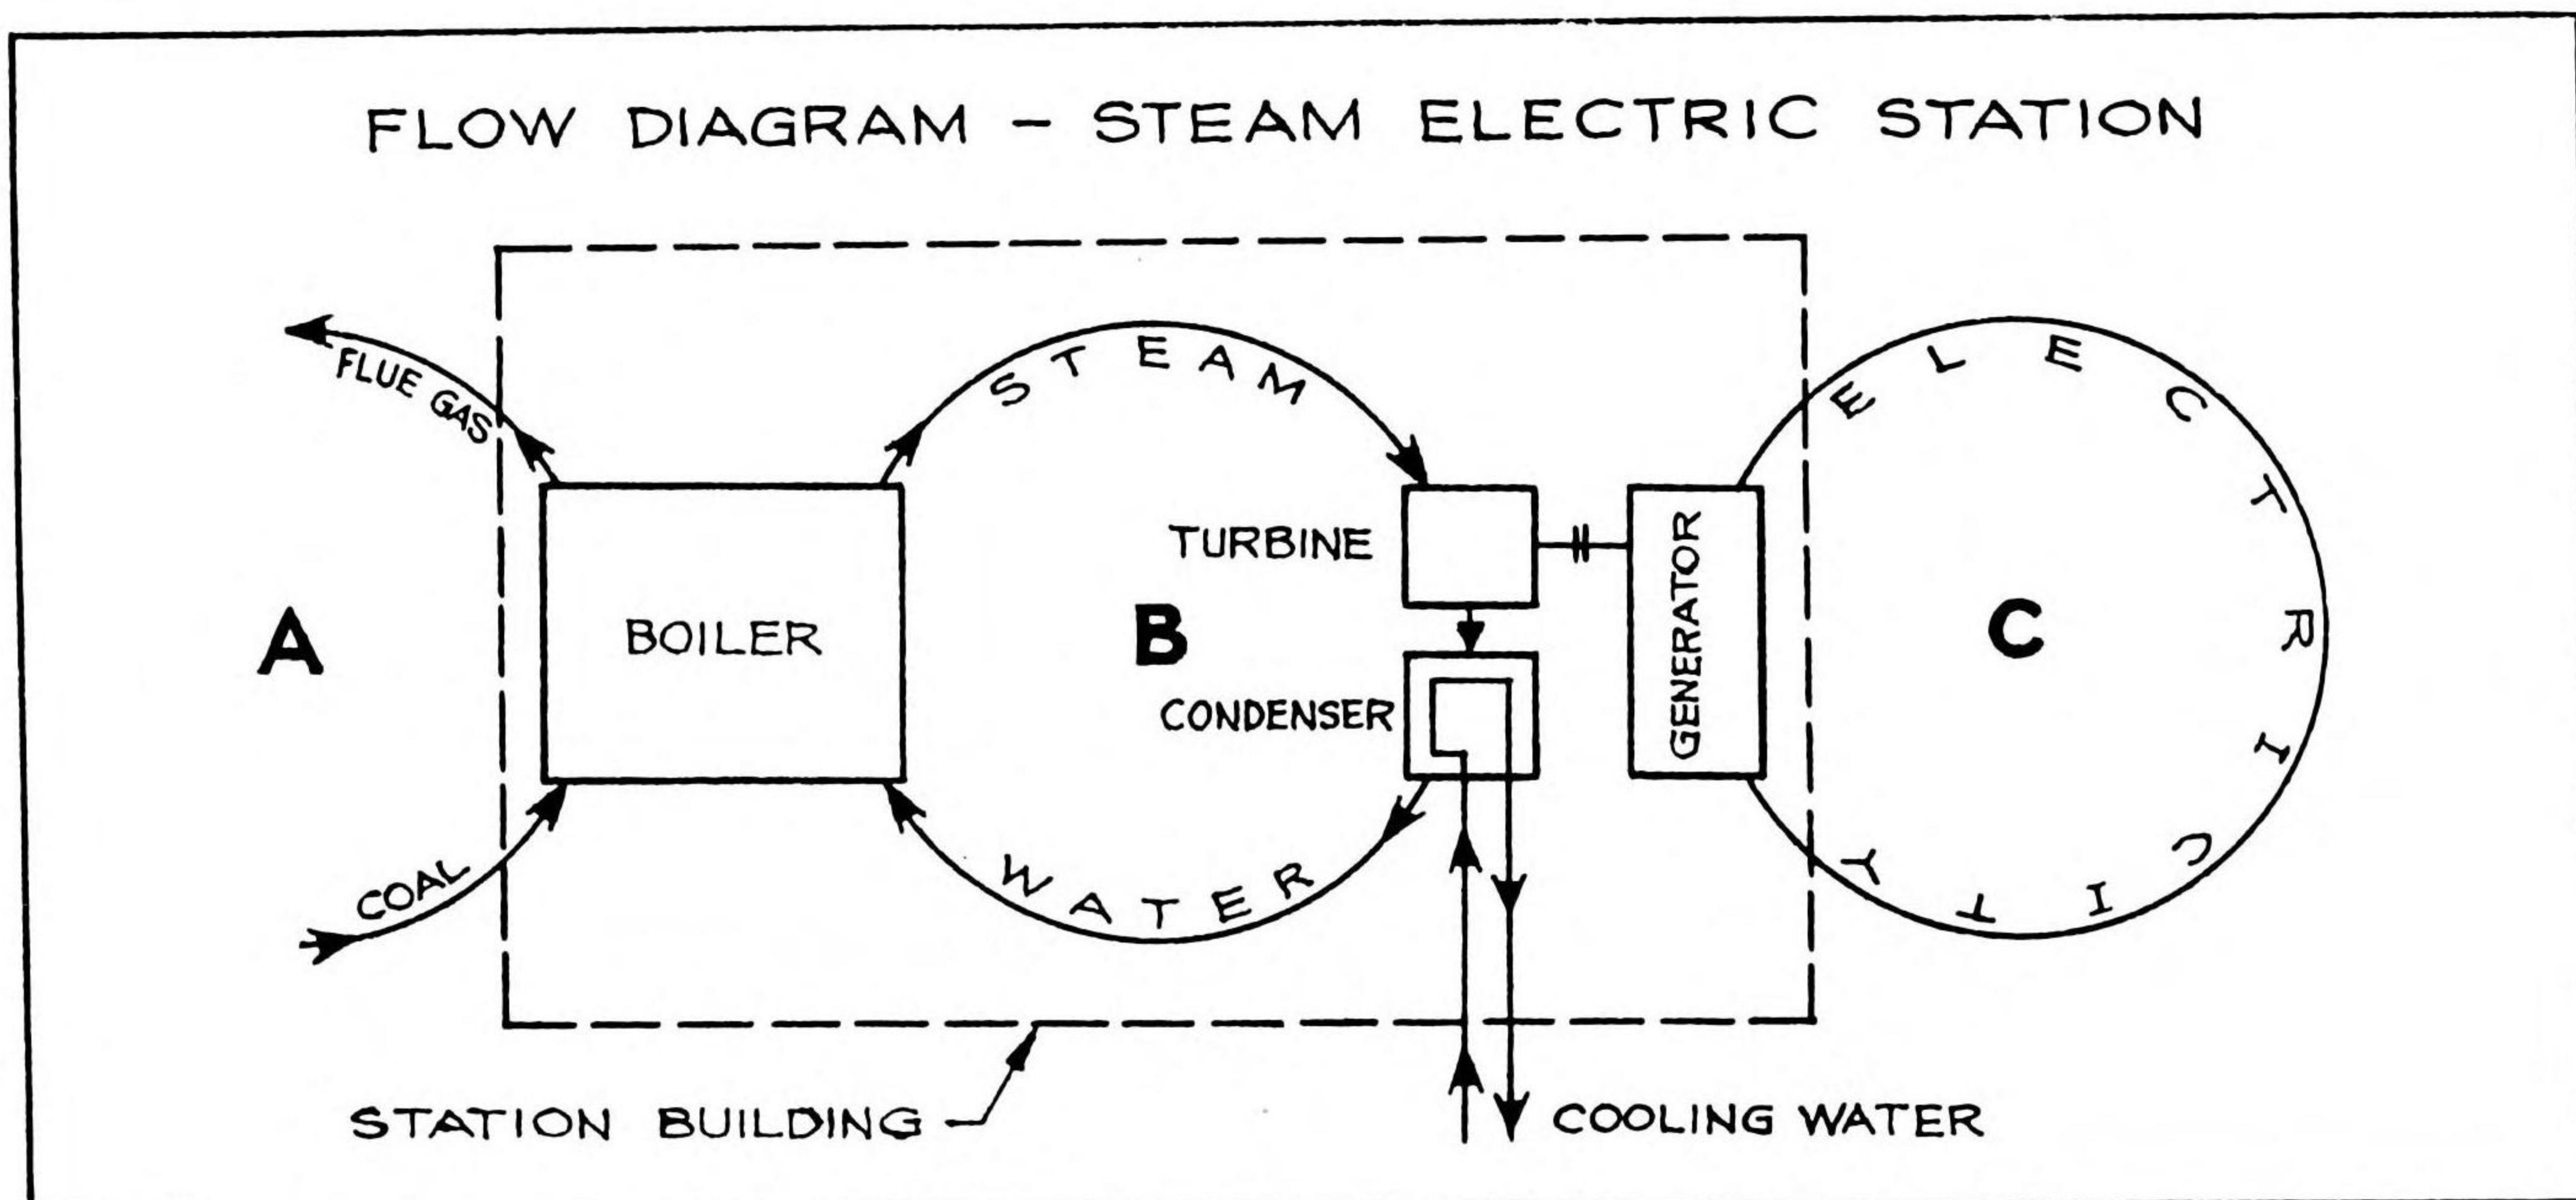 FLOW DIAGRAM - STEAM ELECTRIC STATION
FLUE GAS
STEAM
ELECTRICITY
TURBINE
GENERATOR
A
BOILER
B
C
CONDENSER
COAL
WATER
STATION BUILDING
COOLING WATER